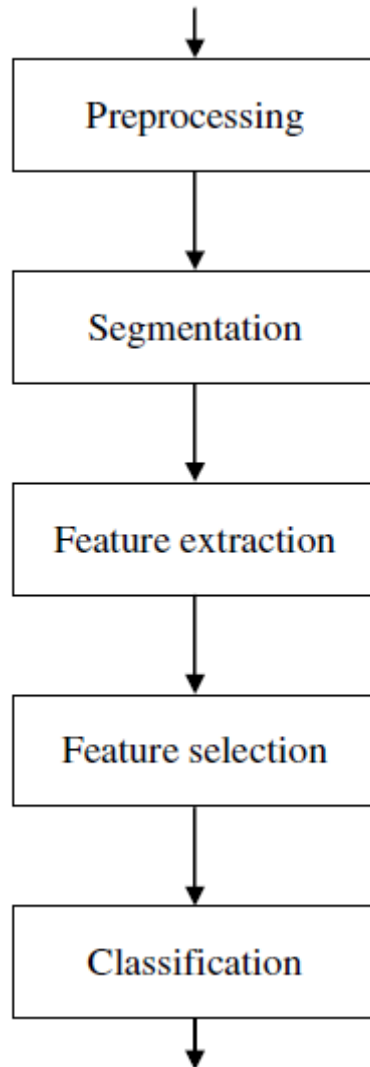 Preprocessing
Segmentation
Feature extraction
Feature selection
Classification